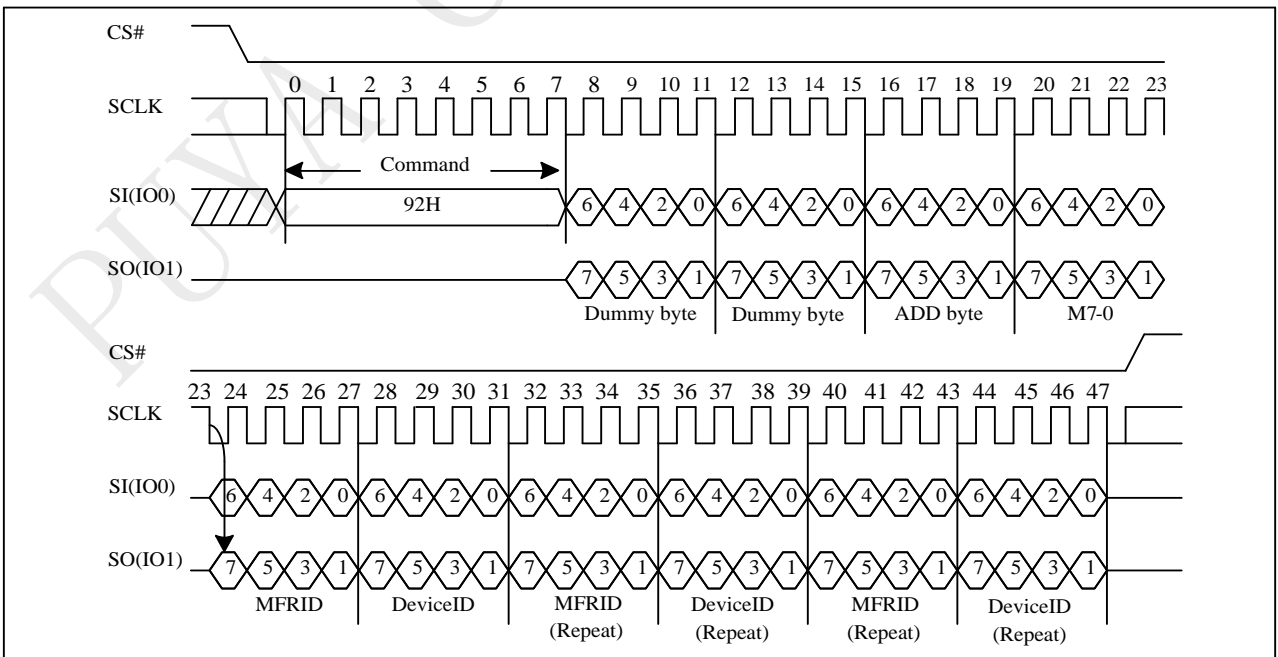 CS#
0 1 2 3 4 5 6 7 8 9 10 11 12 13 14 15 16 17 18 19 20 21 22 23
SCLK
Command
SI(IO0)
92H
6 4 2 0 6 4 2 0 6 4 2 0 6 4 2 0
SO(IO1)
7 5 3 1 7 5 3 1 7 5 3 1 7 5 3 1
Dummy byte Dummy byte ADD byte M7-0
CS#
23 24 25 26 27 28 29 30 31 32 33 34 35 36 37 38 39 40 41 42 43 44 45 46 47
SCLK
SI(IO0)
6 4 2 0 6 4 2 0 6 4 2 0 6 4 2 0 6 4 2 0 6 4 2 0
SO(IO1)
7 5 3 1 7 5 3 1 7 5 3 1 7 5 3 1 7 5 3 1 7 5 3 1
MFRID DeviceID MFRID DeviceID MFRID DeviceID
(Repeat) (Repeat) (Repeat) (Repeat)
PUYA